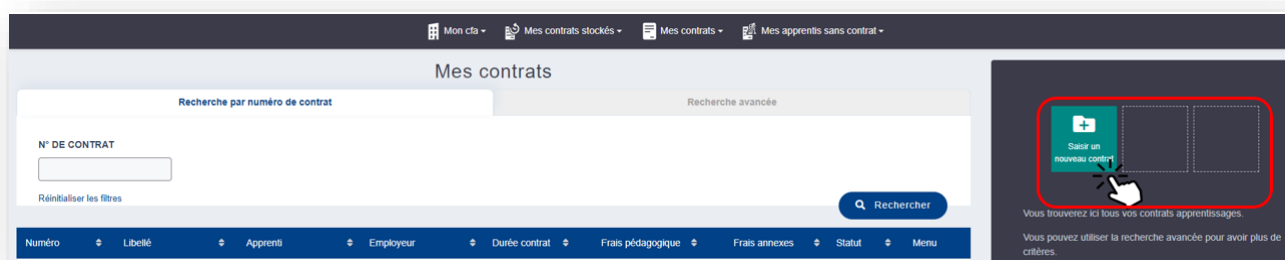 Mon cfa
Mes contrats stockés
Mes contrats
Mes apprentis sans contrat
Mes contrats
Recherche par numéro de contrat
Recherche avancée
N° DE CONTRAT
Réinitialiser les filtres
Rechercher
Numéro Libellé Apprenti Employeur Durée contrat Frais pédagogique Frais annexes Statut Menu
Saisir un
nouveau contrat
Vous trouverez ici tous vos contrats apprentissages.
Vous pouvez utiliser la recherche avancée pour avoir plus de
critères.